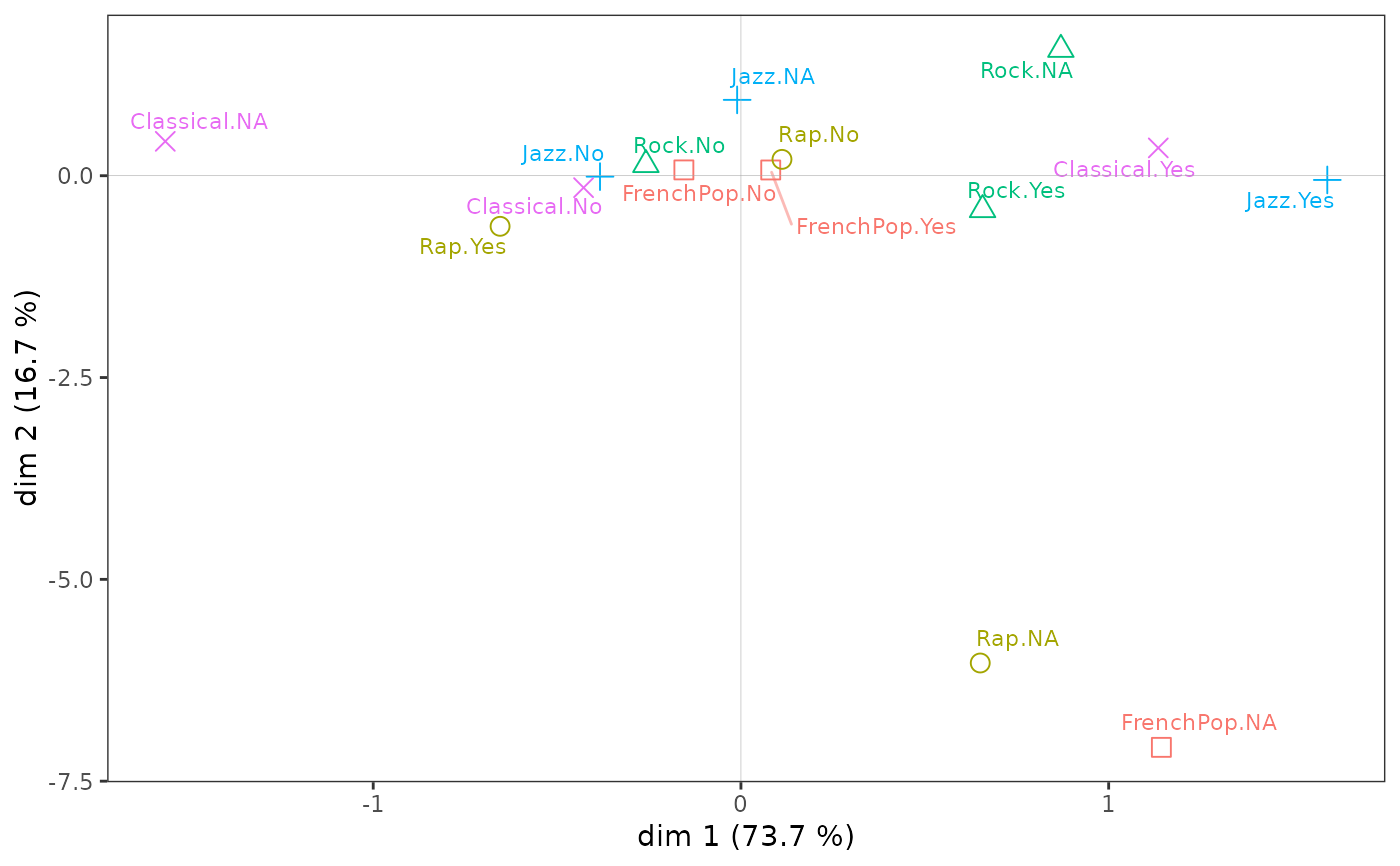 Rock.NA
Jazz.NA
Classical.NA
Rap.No
Rock.No
Jazz.No
Classical.Yes
Rock.Yes
FrenchPop.No
Jazz.Yes
Classical.No
FrenchPop.Yes
Rap.Yes
Rap.NA
FrenchPop.NA
0.0
-2.5
-5.0
-7.5
-1
0
1
dim 1 (73.7 %)
dim 2 (16.7 %)